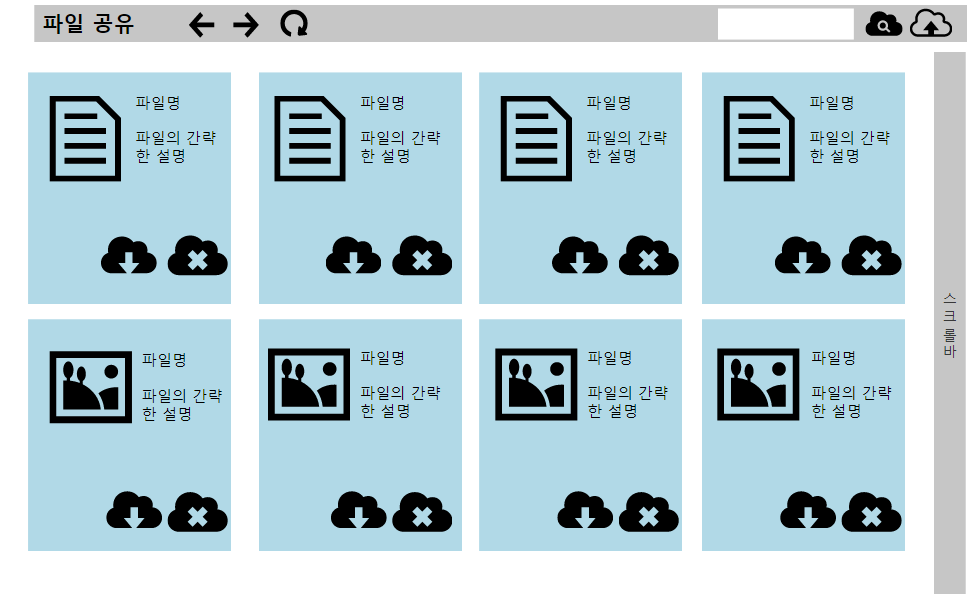 파일 공유
파일명
파일의 간략
한 설명
파일명
파일의 간략
한 설명
파일명
파일의 간략
한 설명
파일명
파일의 간략
한 설명
파일명
파일의 간략
한 설명
파일명
파일의 간략
한 설명
파일명
파일의 간략
한 설명
파일명
파일의 간략
한 설명
스크롤바